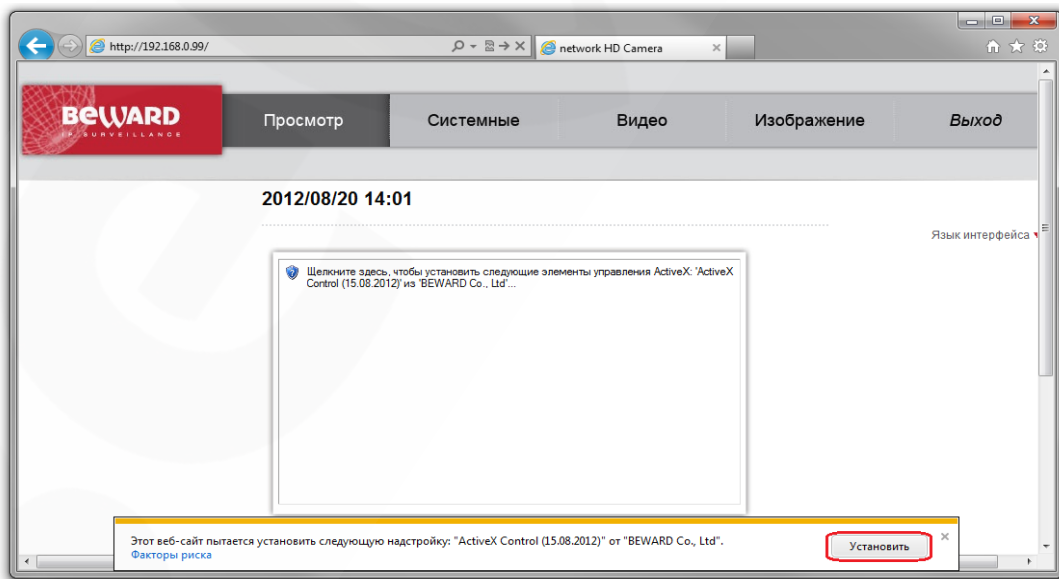 http://192.168.0.99/
network HD Camera
BEWARD
IP SURVEILLANCE
Просмотр
Системные
Видео
Изображение
Выход
2012/08/20 14:01
Язык интерфейса
Щелкните здесь, чтобы установить следующие элементы управления ActiveX: 'ActiveX
Control (15.08.2012)' из 'BEWARD Co., Ltd'...
Этот веб-сайт пытается установить следующую надстройку: "ActiveX Control (15.08.2012)" от "BEWARD Co., Ltd".
Факторы риска
Установить